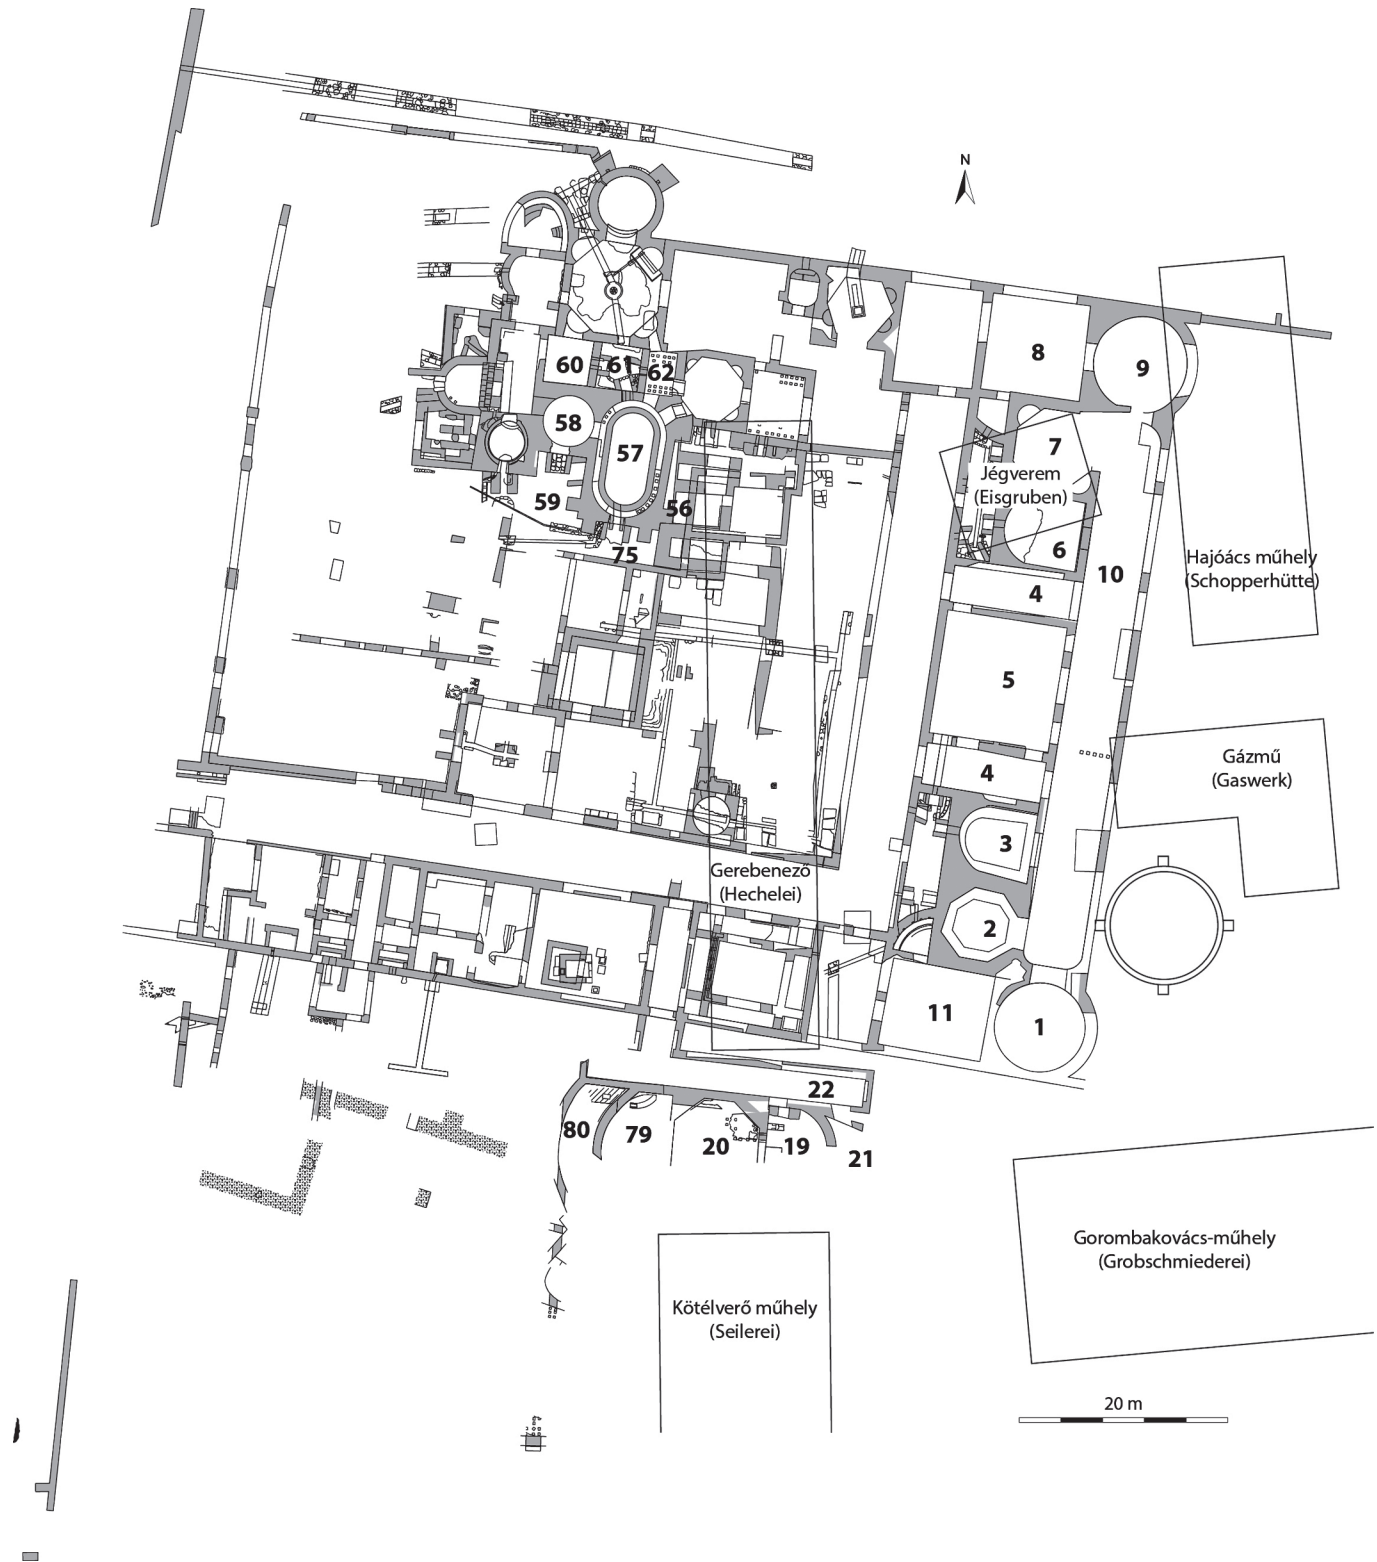 N
8
9
60
61
62
58
57
7
Jégverem
(Eisgruben)
59
56
75
6
10
Hajóács műhely
(Schopperhütte)
4
5
4
Gázmű
(Gaswerk)
3
Gerebenező
(Hechelei)
2
11
1
22
80
79
20
19
21
Gorombakovács-műhely
(Grobschmiederei)
Kötélverő műhely
(Seilerei)
20 m